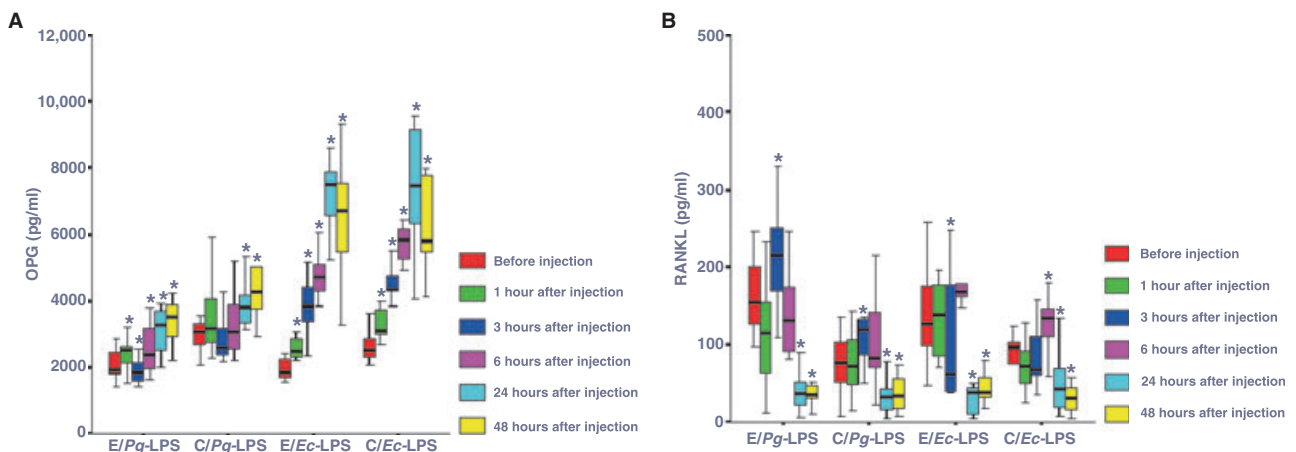 A
12,000
10,000
8000
6000
4000
2000
0
OPG (pg/ml)
* * * * *
* *
* * * * *
* * * * *
E/Pg-LPS C/Pg-LPS E/Ec-LPS C/Ec-LPS
Before injection
1 hour after injection
3 hours after injection
6 hours after injection
24 hours after injection
48 hours after injection
B
500
400
300
200
100
0
RANKL (pg/ml)
* * *
* * *
* * *
* * *
E/Pg-LPS C/Pg-LPS E/Ec-LPS C/Ec-LPS
Before injection
1 hour after injection
3 hours after injection
6 hours after injection
24 hours after injection
48 hours after injection